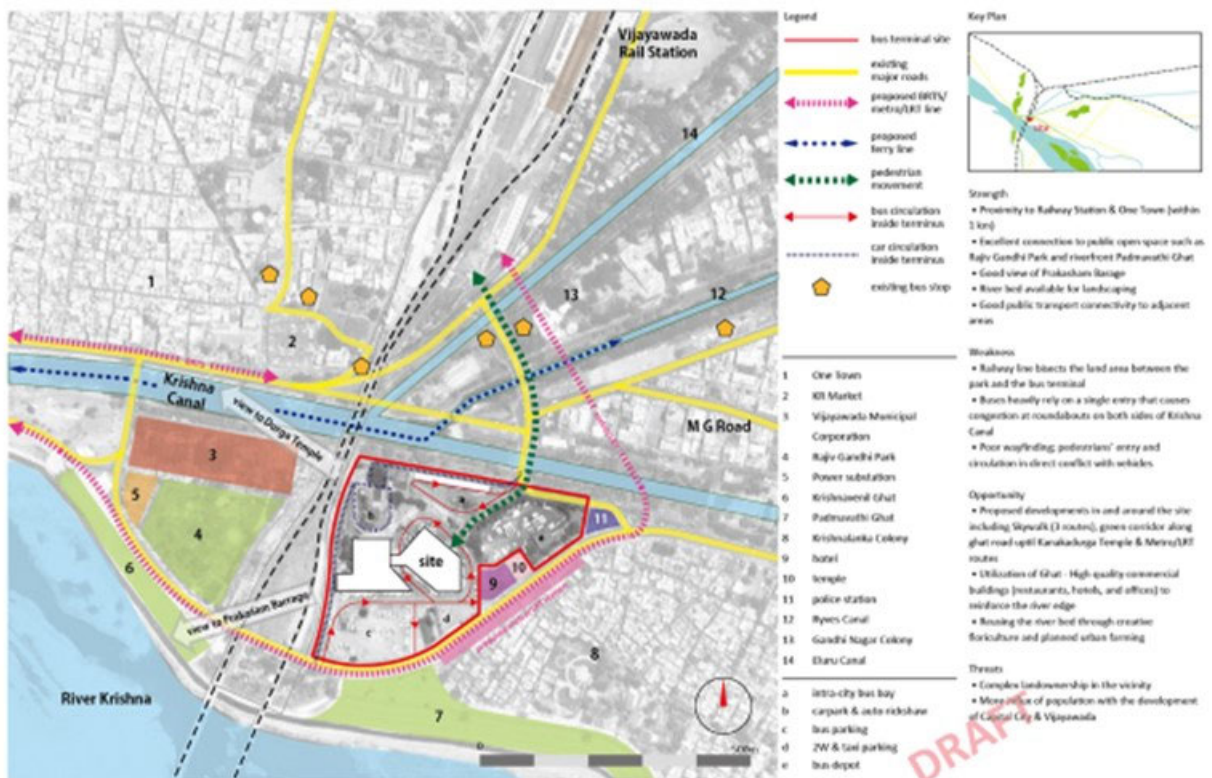 Vijayawada
Rail Station
14
1
13
12
2
Krishna
Canal
view to Durga Temple
M G Road
3
5
4
6
a
b
e
11
site
10
9
view to Prakasam Barrage
c
d
8
River Krishna
7
0
500m
Legend
bus terminal site
existing
major roads
proposed BRTS/
metro/LRT line
proposed
ferry line
pedestrian
movement
bus circulation
inside terminus
car circulation
inside terminus
existing bus stop
1 One Town
2 KR Market
3 Vijayawada Municipal
Corporation
4 Rajiv Gandhi Park
5 Power substation
6 Krishnavenil Ghat
7 Padmavathi Ghat
8 Krishnalanka Colony
9 hotel
10 temple
11 police station
12 Ryves Canal
13 Gandhi Nagar Colony
14 Eluru Canal
a intra-city bus bay
b carpark & auto rickshaw
c bus parking
d 2W & taxi parking
e bus depot
Key Plan
Strength
• Proximity to Railway Station & One Town (within
1 km)
• Excellent connection to public open space such as
Rajiv Gandhi Park and riverfront Padmavathi Ghat
• Good view of Prakasham Barage
• River bed available for landscaping
• Good public transport connectivity to adjacent
areas
Weakness
• Railway line bisects the land area between the
park and the bus terminal
• Buses heavily rely on a single entry that causes
congestion at roundabouts on both sides of Krishna
Canal
• Poor wayfinding; pedestrians' entry and
circulation in direct conflict with vehicles
Opportunity
• Proposed developments in and around the site
including Skywalk (3 routes), green corridor along
ghat road uptil Kanakadurga Temple & Metro/LRT
routes
• Utilization of Ghat - High quality commercial
buildings (restaurants, hotels, and offices) to
reinforce the river edge
• Reusing the river bed through creative
floriculture and planned urban farming
Threats
• Complex landownership in the vicinity
• More influx of population with the development
of Capital City & Vijayawada
DRAFT